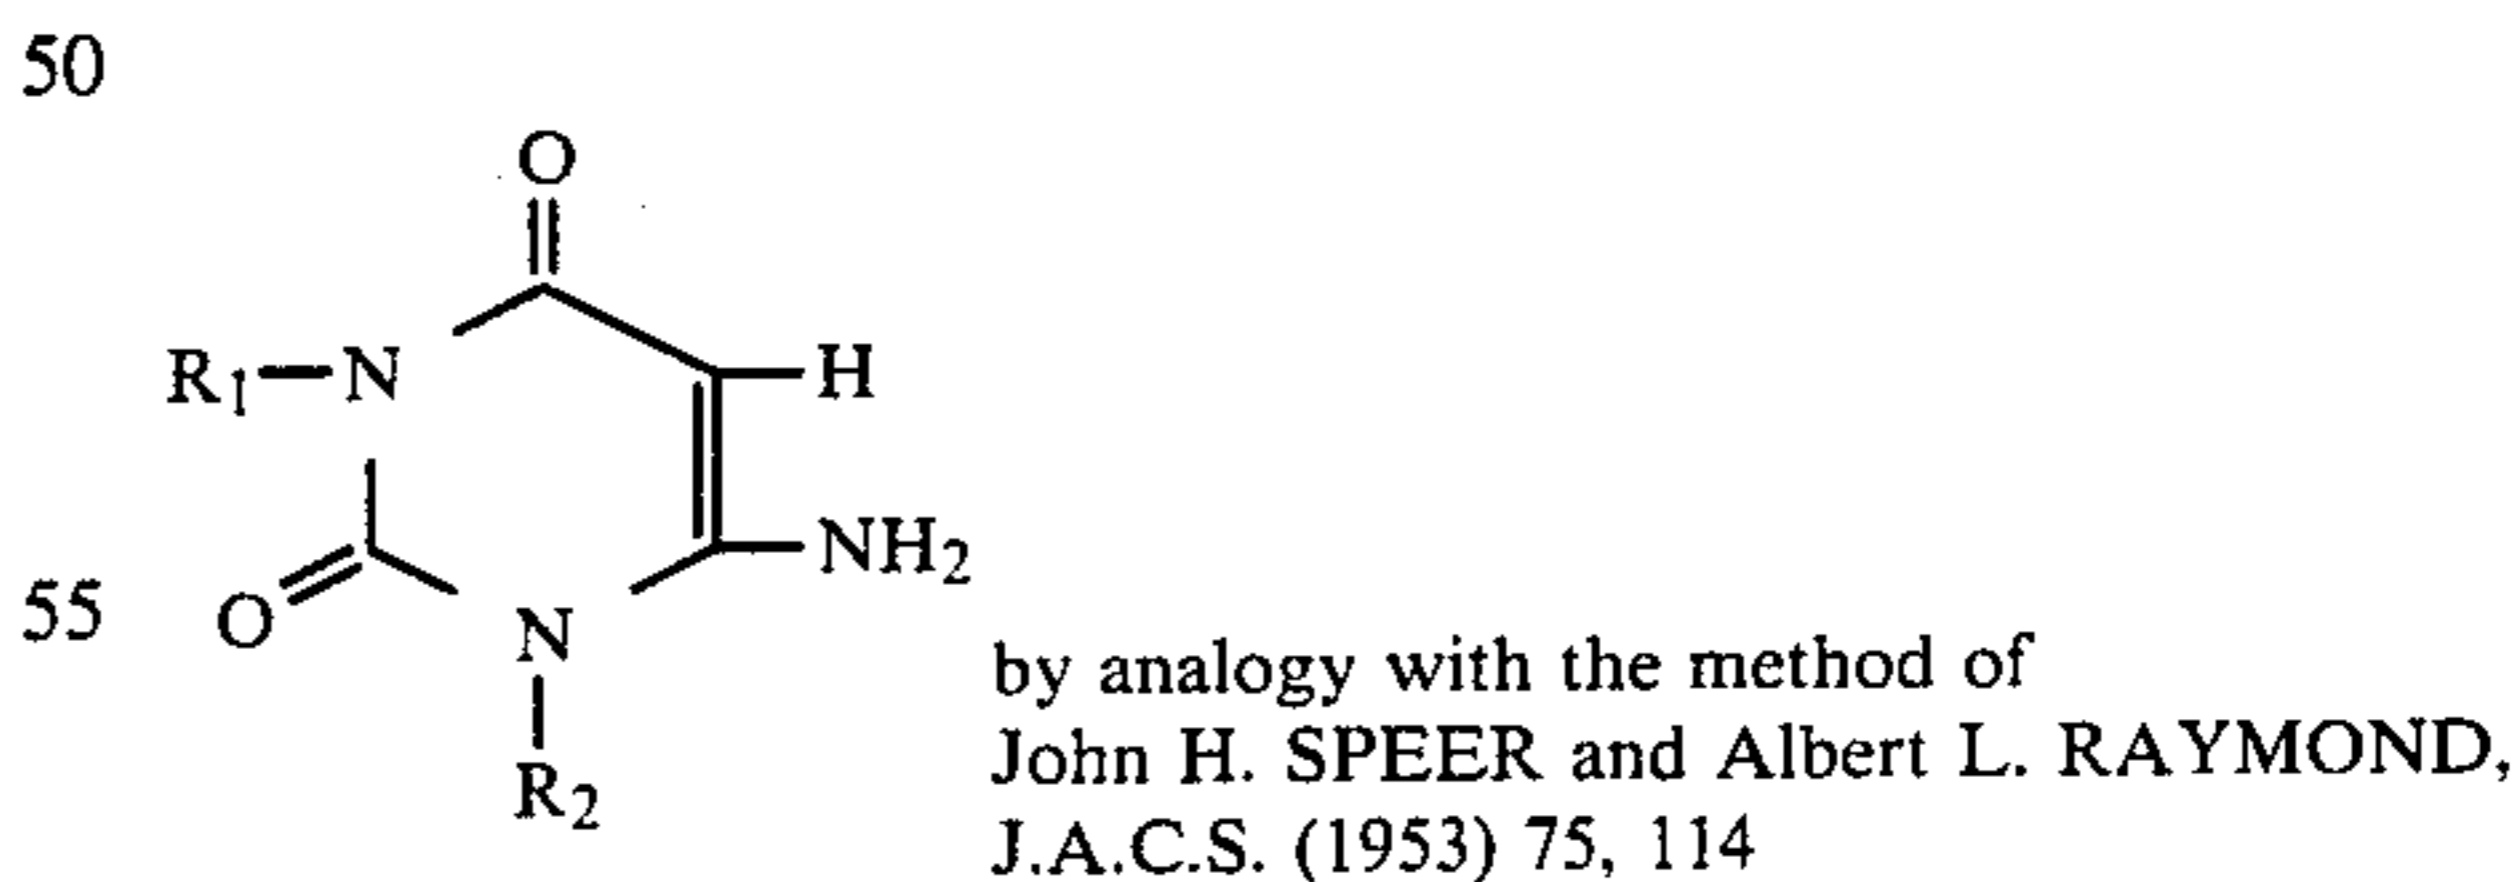 50
O
R1 N H
NH2
55 O N
by analogy with the method of
R2 John H. SPEER and Albert L. RAYMOND,
J.A.C.S. (1953) 75, 114